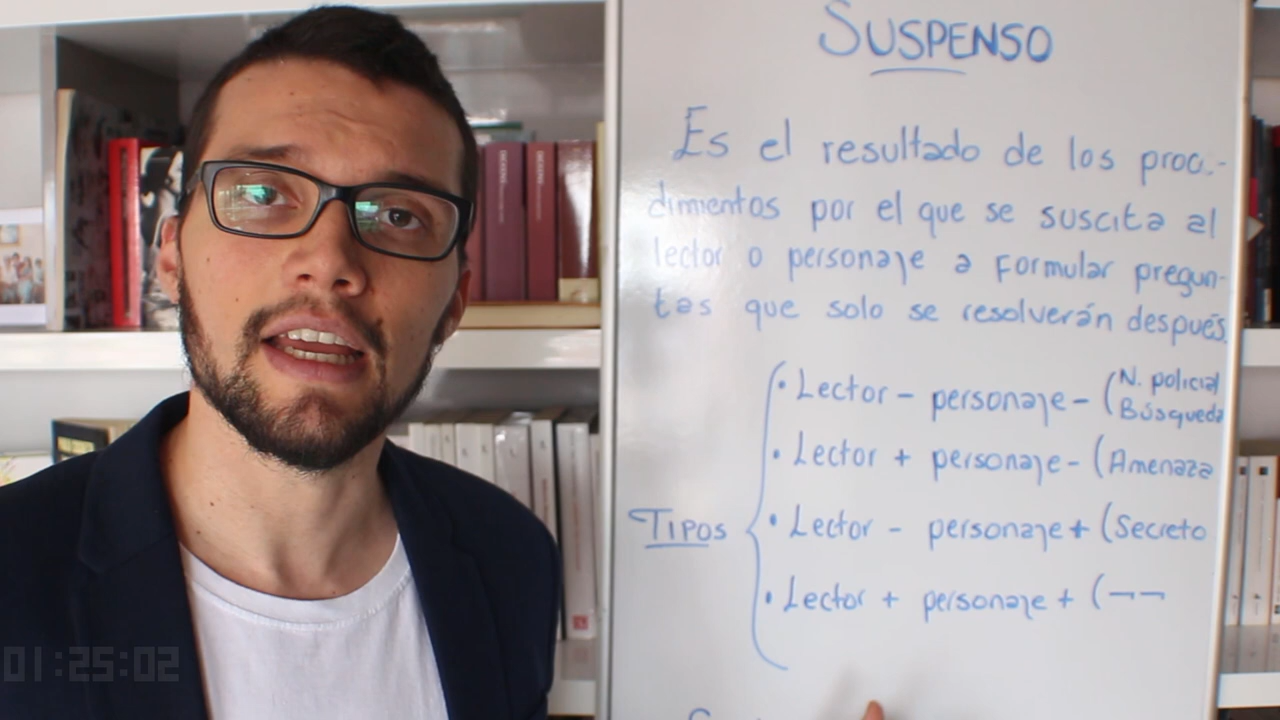 SUSPENSO
Es el resultado de los proce-
dimientos por el que se suscita al
lector o personaje a Formular pregun-
tas que solo se resolverán después.
• Lector - personaje - (N. policial
Búsqueda
• Lector + personaje - (Amenaza
TIPOS
• Lector - personaje + (Secreto
• Lector + personaje + (¬¬
01:25:02